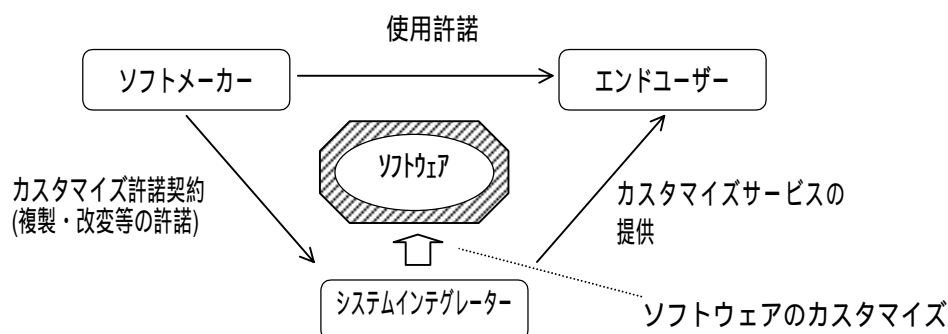 使用許諾
ソフトメーカー
エンドユーザー
ソフトウェア
カスタマイズ許諾契約
(複製・改変等の許諾)
カスタマイズサービスの
提供
システムインテグレーター
ソフトウェアのカスタマイズ